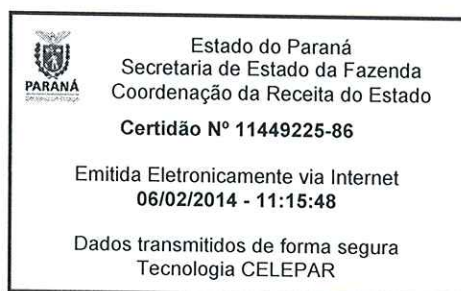 PARANÁ
Estado do Paraná
Secretaria de Estado da Fazenda
Coordenação da Receita do Estado
Certidão Nº 11449225-86
Emitida Eletronicamente via Internet
06/02/2014 - 11:15:48
Dados transmitidos de forma segura
Tecnologia CELEPAR